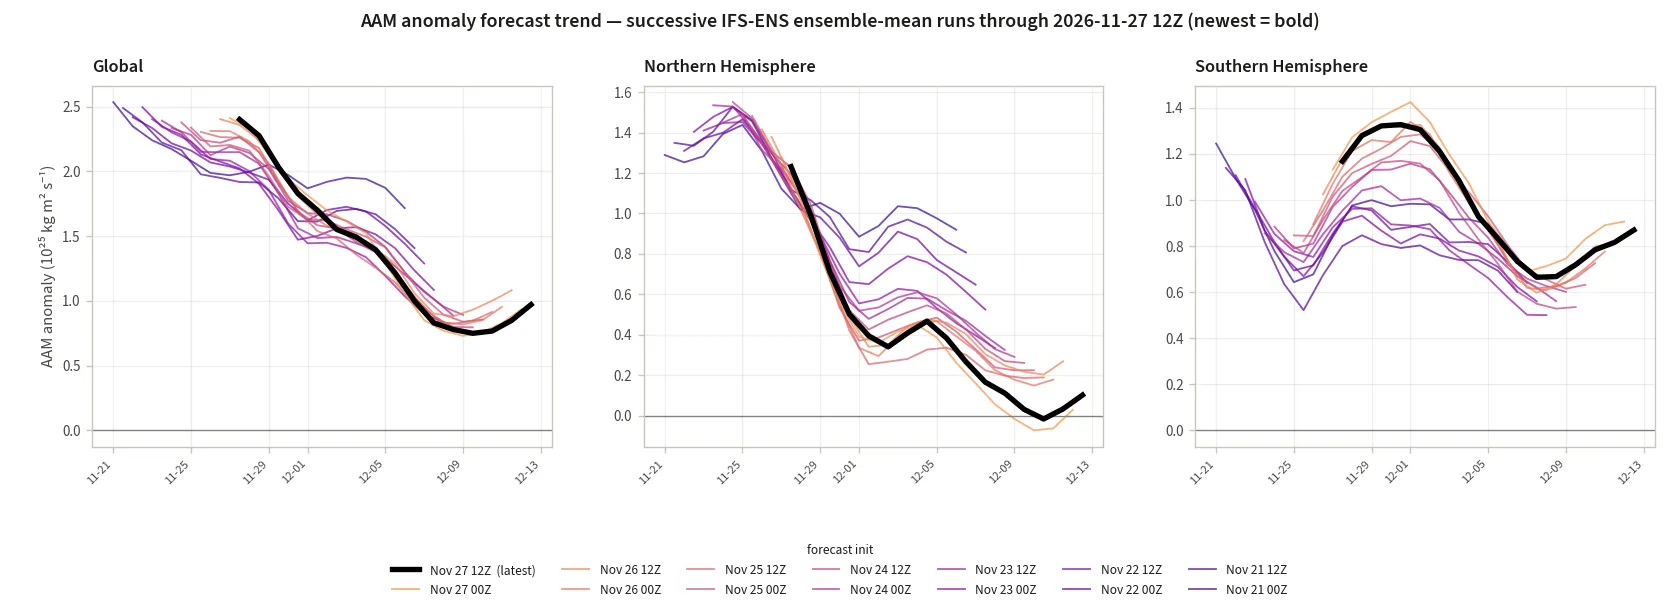 AAM anomaly forecast trend — successive IFS-ENS ensemble-mean runs through 2026-11-27 12Z (newest = bold)
Global
Northern Hemisphere
Southern Hemisphere
AAM anomaly (10²⁵ kg m² s⁻¹)
2.5
2.0
1.5
1.0
0.5
0.0
11-21
11-25
11-29
12-01
12-05
12-09
12-13
1.6
1.4
1.2
1.0
0.8
0.6
0.4
0.2
0.0
11-21
11-25
11-29
12-01
12-05
12-09
12-13
1.4
1.2
1.0
0.8
0.6
0.4
0.2
0.0
11-21
11-25
11-29
12-01
12-05
12-09
12-13
forecast init
Nov 27 12Z (latest)
Nov 27 00Z
Nov 26 12Z
Nov 26 00Z
Nov 25 12Z
Nov 25 00Z
Nov 24 12Z
Nov 24 00Z
Nov 23 12Z
Nov 23 00Z
Nov 22 12Z
Nov 22 00Z
Nov 21 12Z
Nov 21 00Z